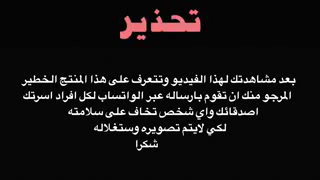 تحذير
بعد مشاهدتك لهذا الفيديو وتتعرف على هذا المنتج الخطير
المرجو منك ان تقوم بارساله عبر الواتساب لكل افراد اسرتك
اصدقائك واي شخص تخاف على سلامته
لكي لايتم تصويره وستغلاله
شكرا